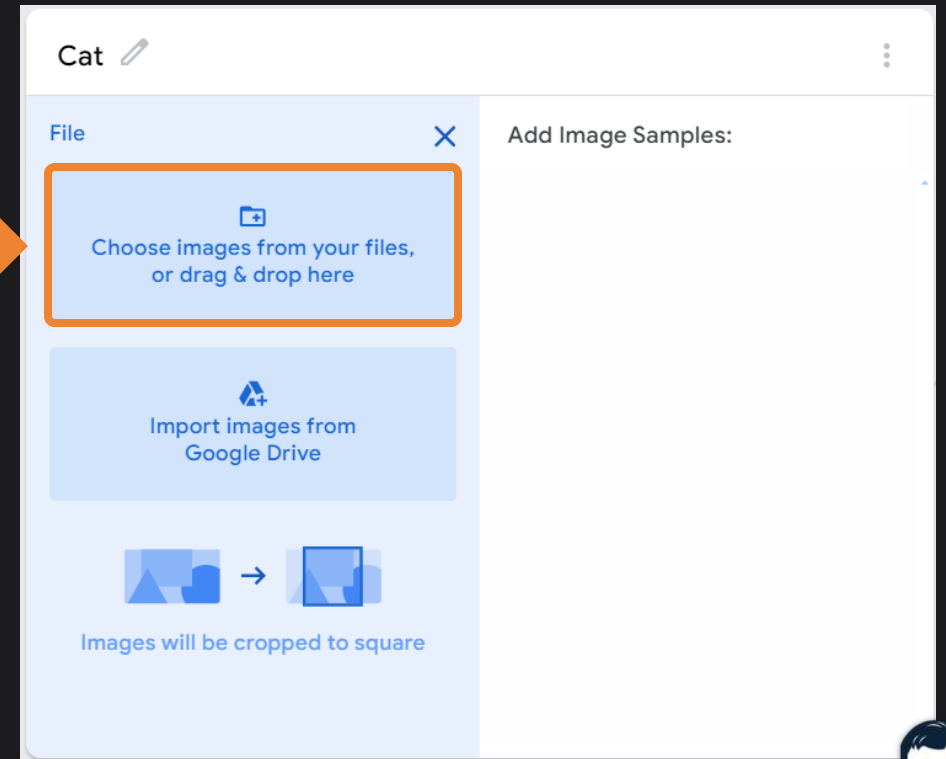 Cat
File
Add Image Samples:
Choose images from your files,
or drag & drop here
Import images from
Google Drive
Images will be cropped to square